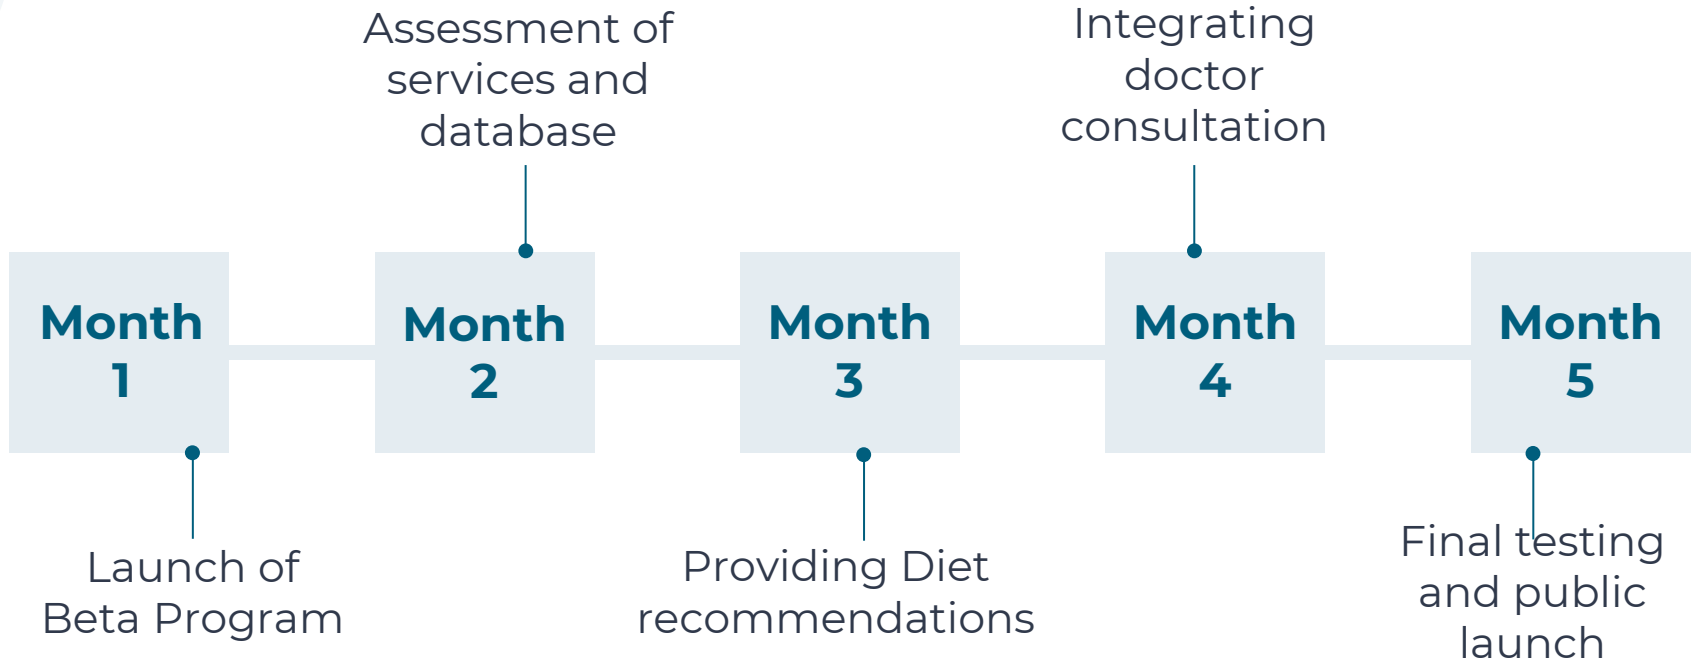 Assessment of
services and
database
Integrating
doctor
consultation
Month
1
Month
2
Month
3
Month
4
Month
5
Launch of
Beta Program
Providing Diet
recommendations
Final testing
and public
launch